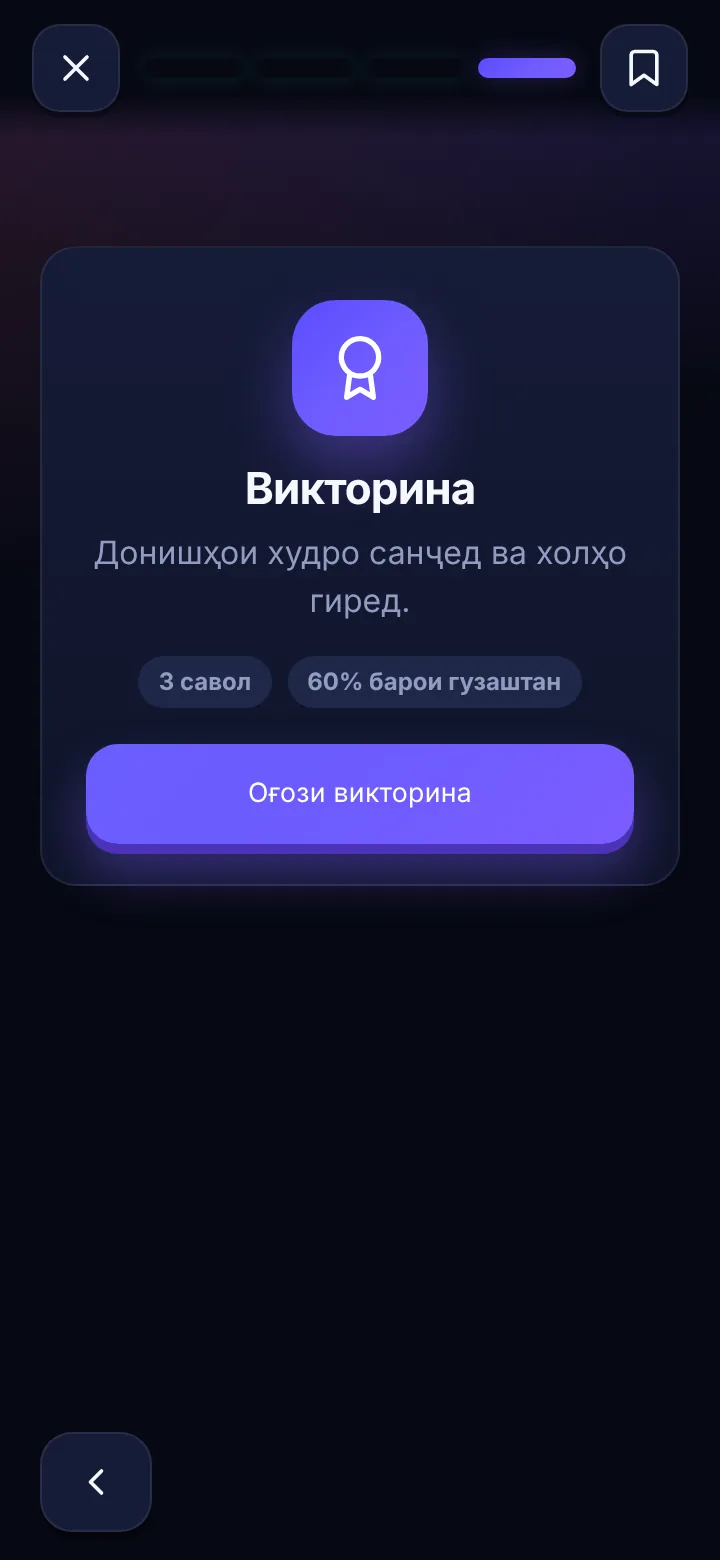 Викторина
Донишҳои худро санҷед ва холҳо
гиред.
3 савол
60% барои гузаштан
Оғози викторина